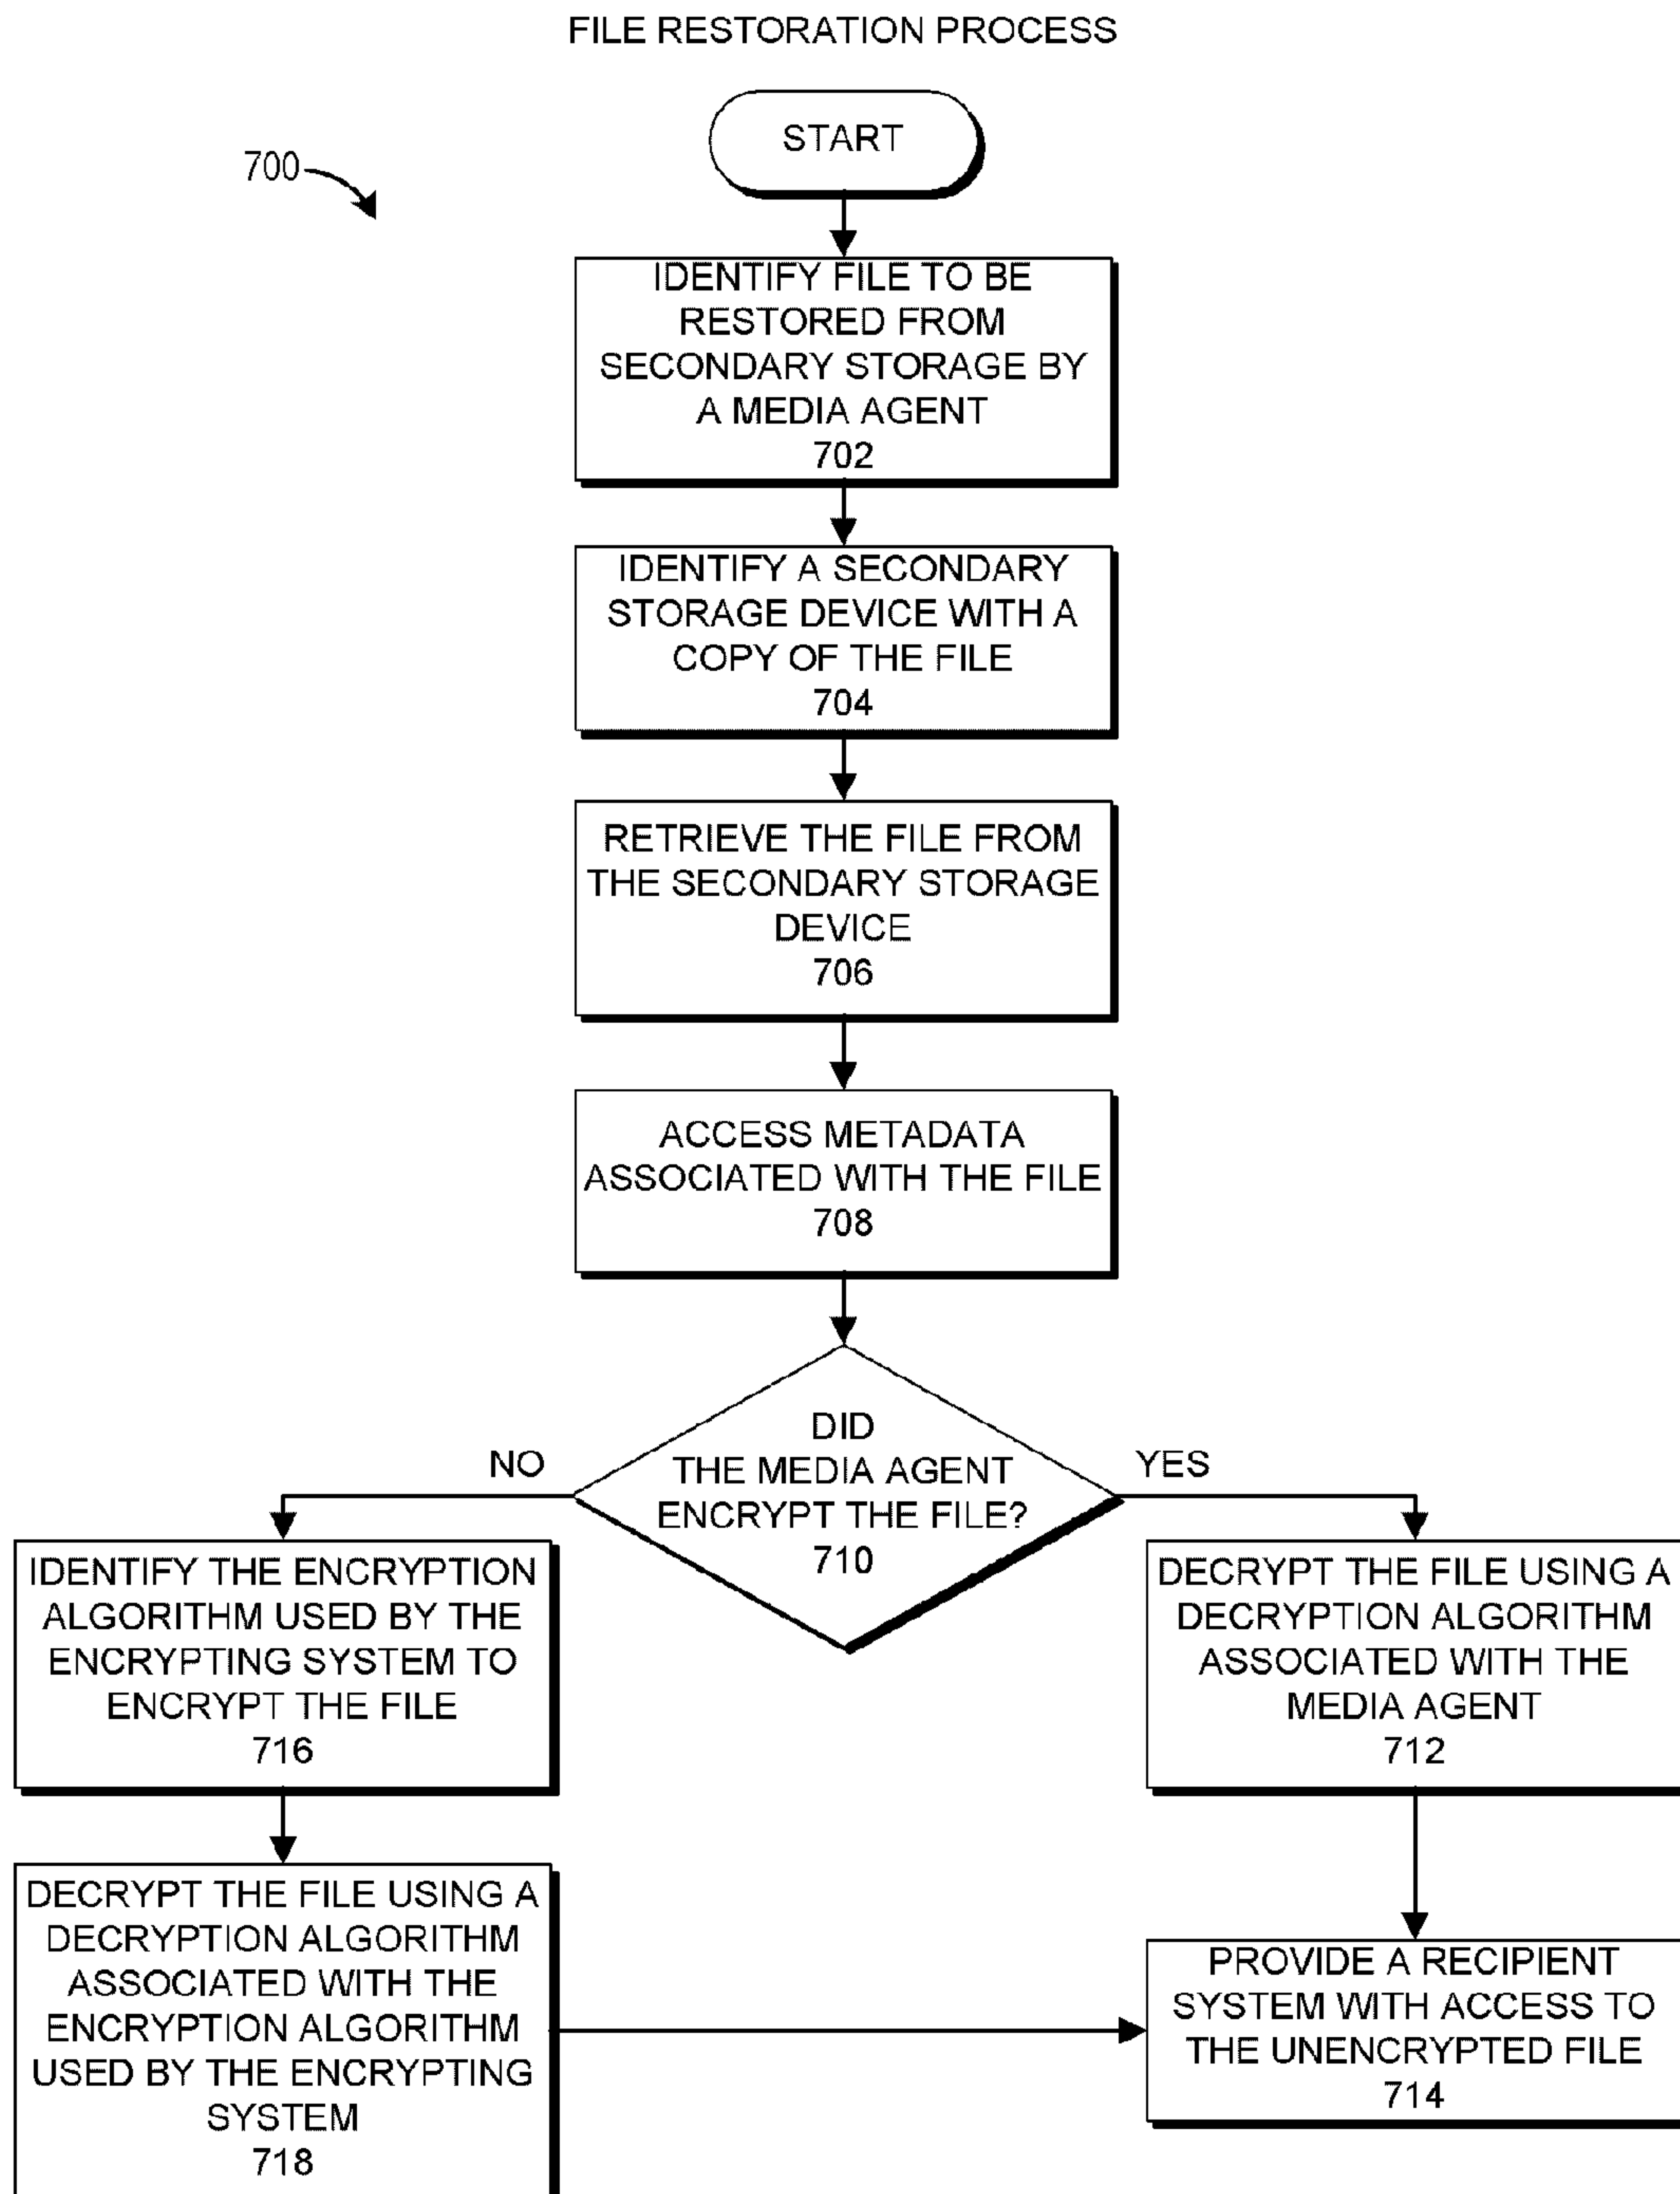 FILE RESTORATION PROCESS
START
700
IDENTIFY FILE TO BE
RESTORED FROM
SECONDARY STORAGE BY
A MEDIA AGENT
702
IDENTIFY A SECONDARY
STORAGE DEVICE WITH A
COPY OF THE FILE
704
RETRIEVE THE FILE FROM
THE SECONDARY STORAGE
DEVICE
706
ACCESS METADATA
ASSOCIATED WITH THE FILE
708
DID
THE MEDIA AGENT
ENCRYPT THE FILE?
710
NO
YES
IDENTIFY THE ENCRYPTION
ALGORITHM USED BY THE
ENCRYPTING SYSTEM TO
ENCRYPT THE FILE
716
DECRYPT THE FILE USING A
DECRYPTION ALGORITHM
ASSOCIATED WITH THE
MEDIA AGENT
712
DECRYPT THE FILE USING A
DECRYPTION ALGORITHM
ASSOCIATED WITH THE
ENCRYPTION ALGORITHM
USED BY THE ENCRYPTING
SYSTEM
718
PROVIDE A RECIPIENT
SYSTEM WITH ACCESS TO
THE UNENCRYPTED FILE
714